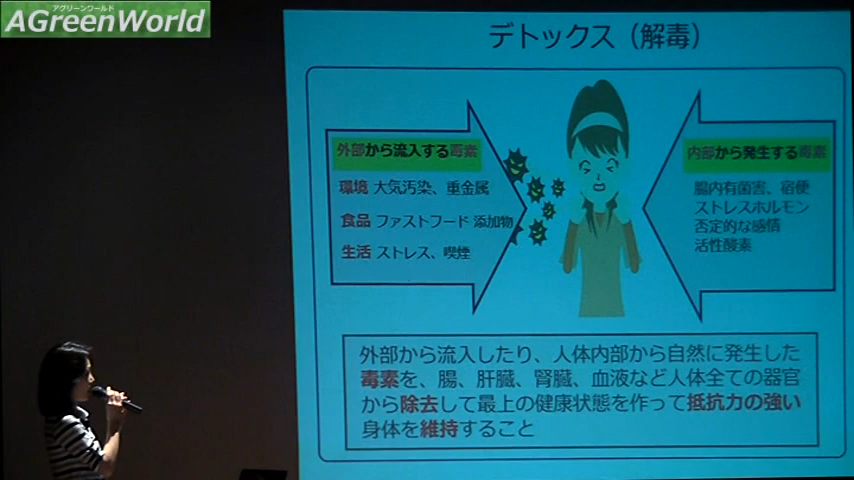 アグリーンワールド
AGreenWorld
デトックス（解毒）
外部から流入する毒素
環境 大気汚染、重金属
食品 ファストフード 添加物
生活 ストレス、喫煙
内部から発生する毒素
腸内有菌害、宿便
ストレスホルモン
否定的な感情
活性酸素
外部から流入したり、人体内部から自然に発生した
毒素を、腸、肝臓、腎臓、血液など人体全ての器官
から除去して最上の健康状態を作って抵抗力の強い
身体を維持すること